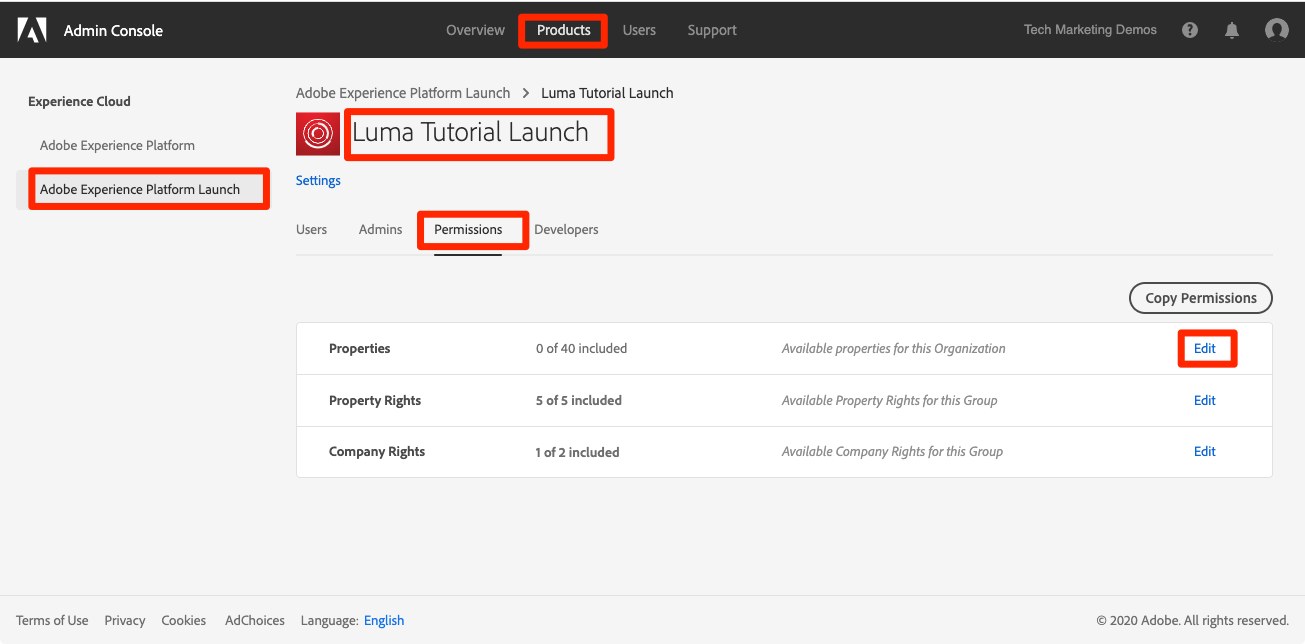 Admin Console Overview Products Users Support Tech Marketing Demos ?
Experience Cloud
Adobe Experience Platform
Adobe Experience Platform Launch
Adobe Experience Platform Launch > Luma Tutorial Launch
Luma Tutorial Launch
Settings
Users Admins Permissions Developers
Copy Permissions
Properties 0 of 40 included Available properties for this Organization Edit
Property Rights 5 of 5 included Available Property Rights for this Group Edit
Company Rights 1 of 2 included Available Company Rights for this Group Edit
Terms of Use Privacy Cookies AdChoices Language: English © 2020 Adobe. All rights reserved.